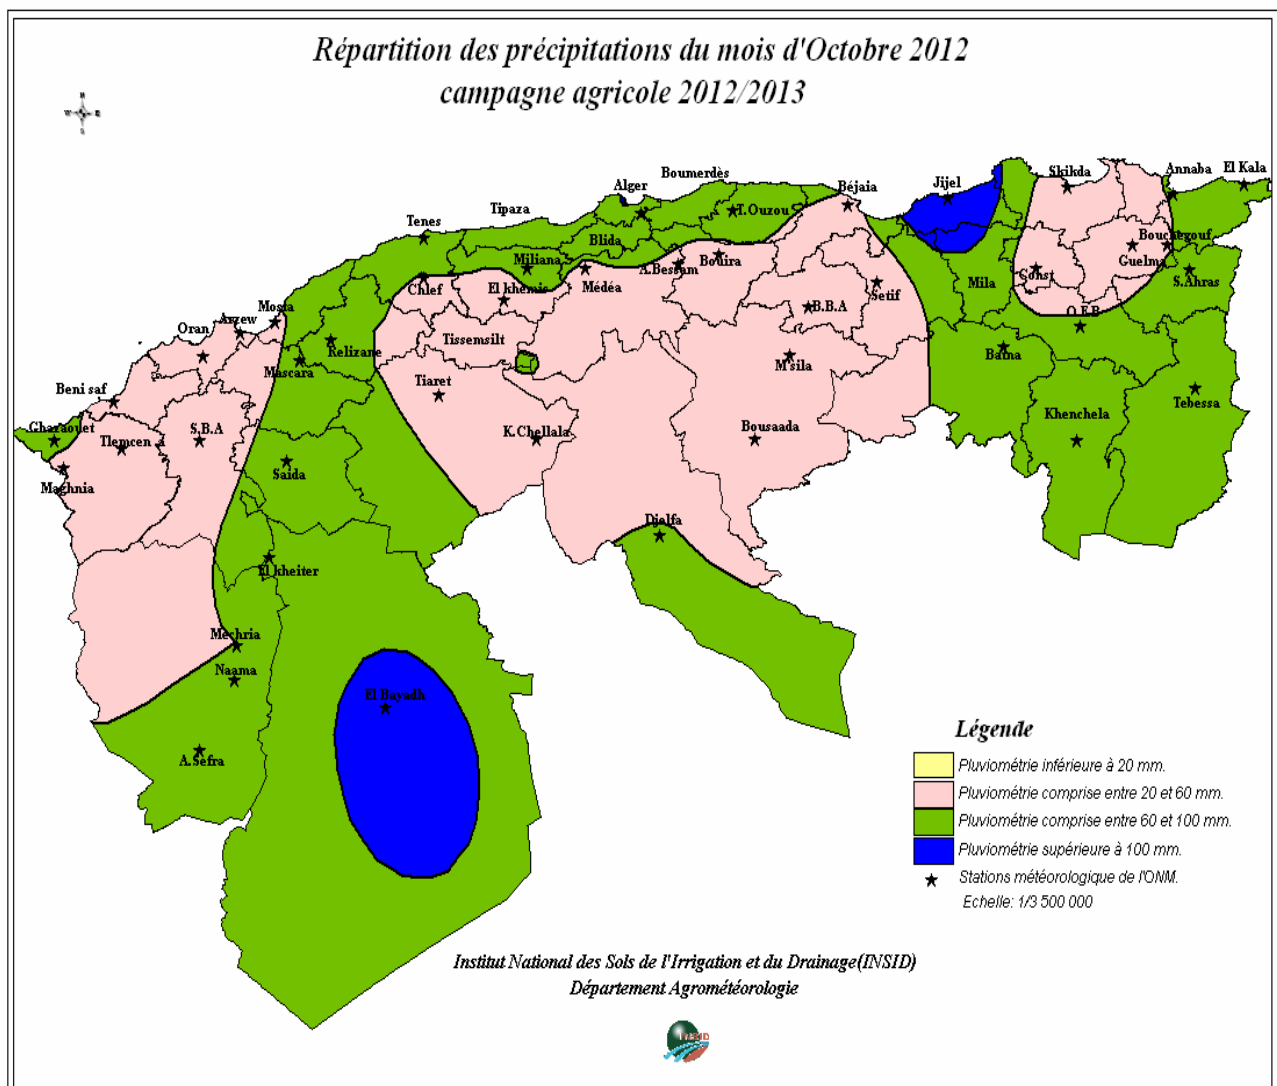 Répartition des précipitations du mois d'Octobre 2012
campagne agricole 2012/2013
N
W
E
S
El Kala
Skikda
Annaba
Boumerdès
Alger
Jijel
Béjaia
Tipaza
T.Ouzou
Tenes
Blida
Bouchegouf
Guelma
Bouira
A.Bessam
Miliana
Const
S.Ahras
Médéa
Mila
Setif
Chlef
El khemis
B.B.A
Mosta
Arzew
O.E.B
Oran
Tissemsilt
Relizane
Batna
M'sila
Mascara
Tiaret
Beni saf
Tebessa
Khenchela
Gharaouet
S.B.A
Tlemcen
K.Chellala
Bousaada
Saida
Maghnia
Djelfa
El kheiter
Mechria
Naama
El Bayadh
A.Sefra
Légende
Pluviométrie inférieure à 20 mm.
Pluviométrie comprise entre 20 et 60 mm.
Pluviométrie comprise entre 60 et 100 mm.
Pluviométrie supérieure à 100 mm.
Stations météorologique de l'ONM.
Echelle: 1/3 500 000
Institut National des Sols de l'Irrigation et du Drainage(INSID)
Département Agrométéorologie
INSID